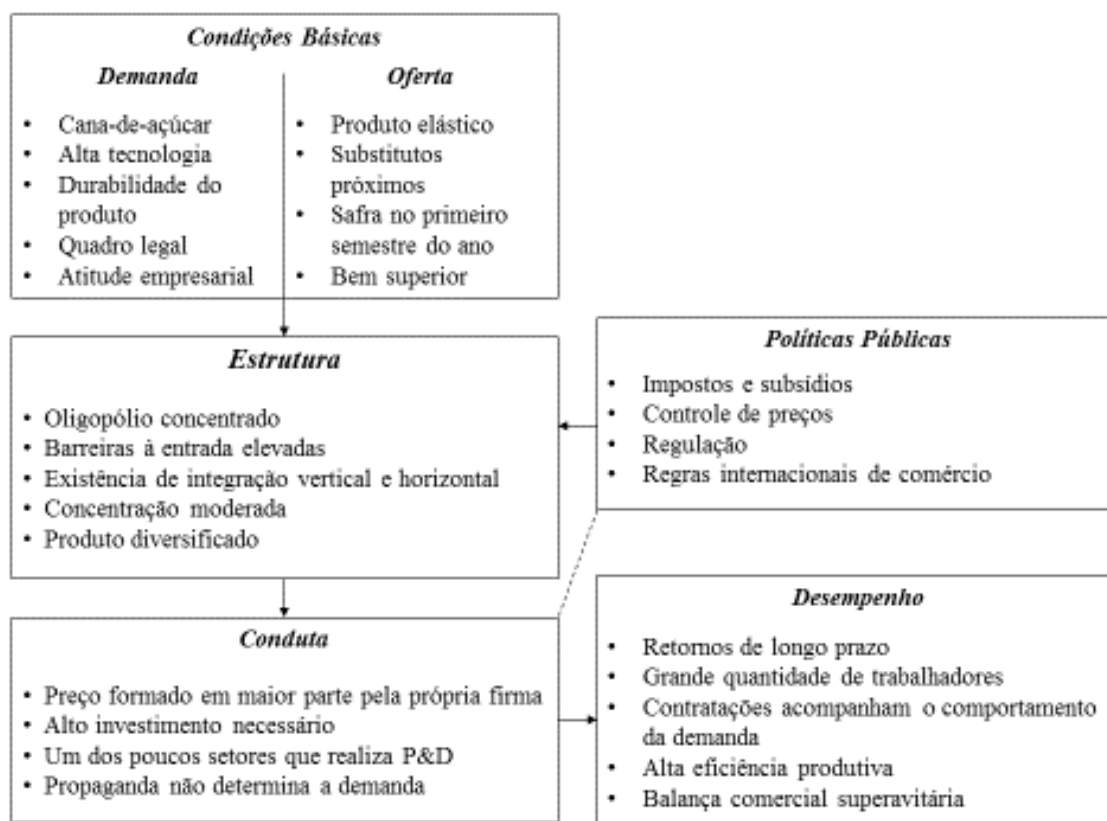 Condições Básicas
Demanda
• Cana-de-açúcar
• Alta tecnologia
• Durabilidade do
produto
• Quadro legal
• Atitude empresarial
Oferta
• Produto elástico
• Substitutos
próximos
• Safra no primeiro
semestre do ano
• Bem superior
Estrutura
• Oligopólio concentrado
• Barreiras à entrada elevadas
• Existência de integração vertical e horizontal
• Concentração moderada
• Produto diversificado
Políticas Públicas
• Impostos e subsídios
• Controle de preços
• Regulação
• Regras internacionais de comércio
Conduta
• Preço formado em maior parte pela própria firma
• Alto investimento necessário
• Um dos poucos setores que realiza P&D
• Propaganda não determina a demanda
Desempenho
• Retornos de longo prazo
• Grande quantidade de trabalhadores
• Contratações acompanham o comportamento
da demanda
• Alta eficiência produtiva
• Balança comercial superavitária